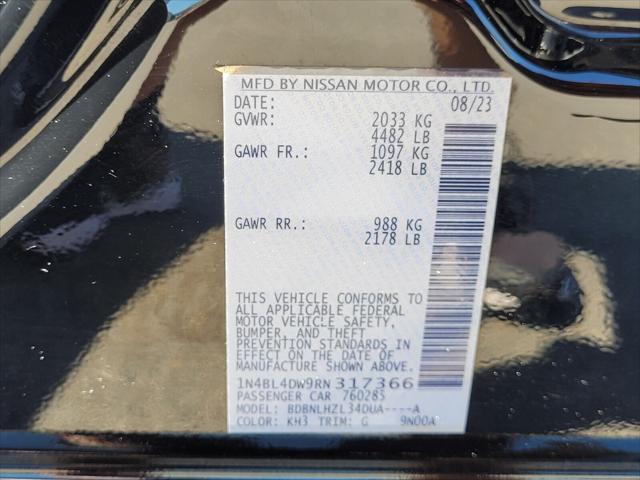 MFD BY NISSAN MOTOR CO., LTD.
DATE: 08/23
GVWR: 2033 KG
4482 LB
GAWR FR.: 1097 KG
2418 LB
GAWR RR.: 988 KG
2178 LB
THIS VEHICLE CONFORMS TO
ALL APPLICABLE FEDERAL
MOTOR VEHICLE SAFETY,
BUMPER, AND THEFT
PREVENTION STANDARDS IN
EFFECT ON THE DATE OF
MANUFACTURE SHOWN ABOVE.
1N4BL4DW9RN317366
PASSENGER CAR 760285
MODEL: BDBNLHZL34DUA----A
COLOR: KH3 TRIM: G 9N00A